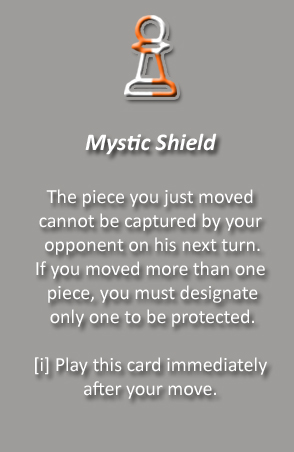 Mystic Shield
The piece you just moved
cannot be captured by your
opponent on his next turn.
If you moved more than one
piece, you must designate
only one to be protected.
[i] Play this card immediately
after your move.